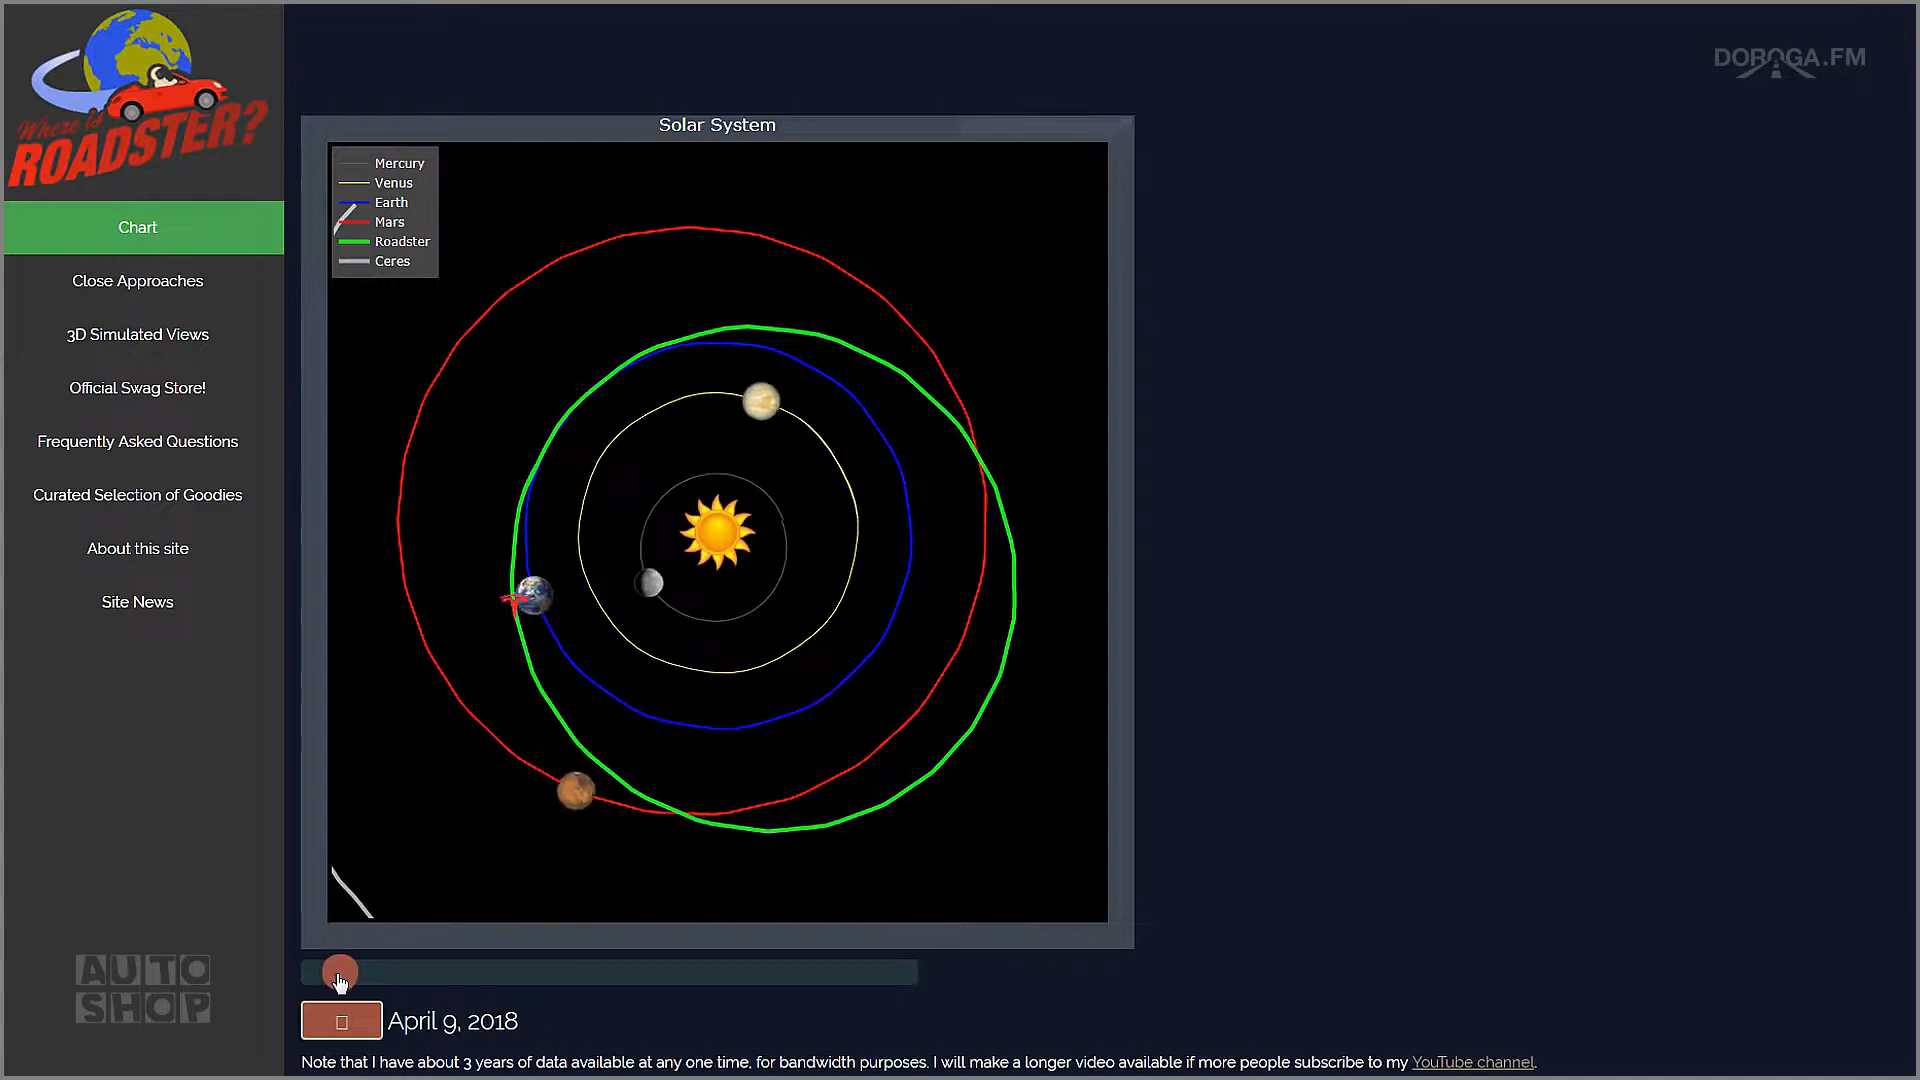 Where is
ROADSTER?
DOROGA.FM
Solar System
Mercury
Venus
Earth
Mars
Roadster
Ceres
Chart
Close Approaches
3D Simulated Views
Official Swag Store!
Frequently Asked Questions
Curated Selection of Goodies
About this site
Site News
AUTO
SHOP
April 9, 2018
Note that I have about 3 years of data available at any one time, for bandwidth purposes. I will make a longer video available if more people subscribe to my YouTube channel.